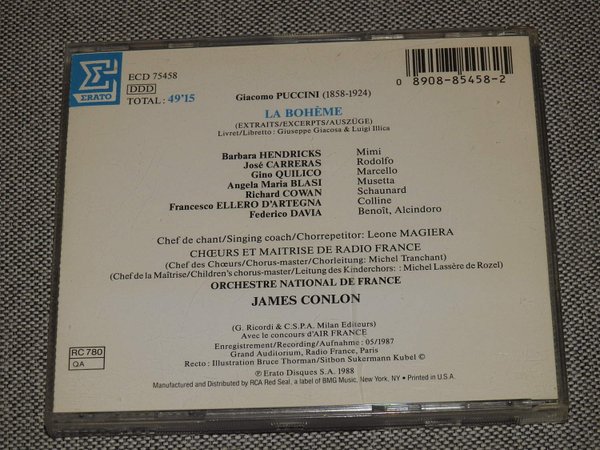 ERATO
ECD 75458
DDD
TOTAL : 49'15
0 8908-85458-2
Giacomo PUCCINI (1858-1924)
LA BOHÈME
(EXTRAITS/EXCERPTS/AUSZÜGE)
Livret/Libretto : Giuseppe Giacosa & Luigi Illica
Barbara HENDRICKS Mimi
José CARRERAS Rodolfo
Gino QUILICO Marcello
Angela Maria BLASI Musetta
Richard COWAN Schaunard
Francesco ELLERO D'ARTEGNA Colline
Federico DAVIA Benoît, Alcindoro
Chef de chant/Singing coach/Chorrepetitor : Leone MAGIERA
CHŒURS ET MAITRISE DE RADIO FRANCE
(Chef des Chœurs/Chorus-master/Chorleitung : Michel Tranchant)
(Chef de la Maîtrise/Children's chorus-master/Leitung des Kinderchors : : Michel Lassère de Rozel)
ORCHESTRE NATIONAL DE FRANCE
JAMES CONLON
(G. Ricordi & C.S.P.A. Milan Editeurs)
Avec le concours d'AIR FRANCE
Enregistrement/Recording/Aufnahme : 05/1987
Grand Auditorium, Radio France, Paris
Recto : Illustration Bruce Thorman/Sitbon Sukermann Kubel ©
RC 780
QA
℗ Erato Disques S.A. 1988
Manufactured and Distributed by RCA Red Seal, a label of BMG Music, New York, NY • Printed in U.S.A.